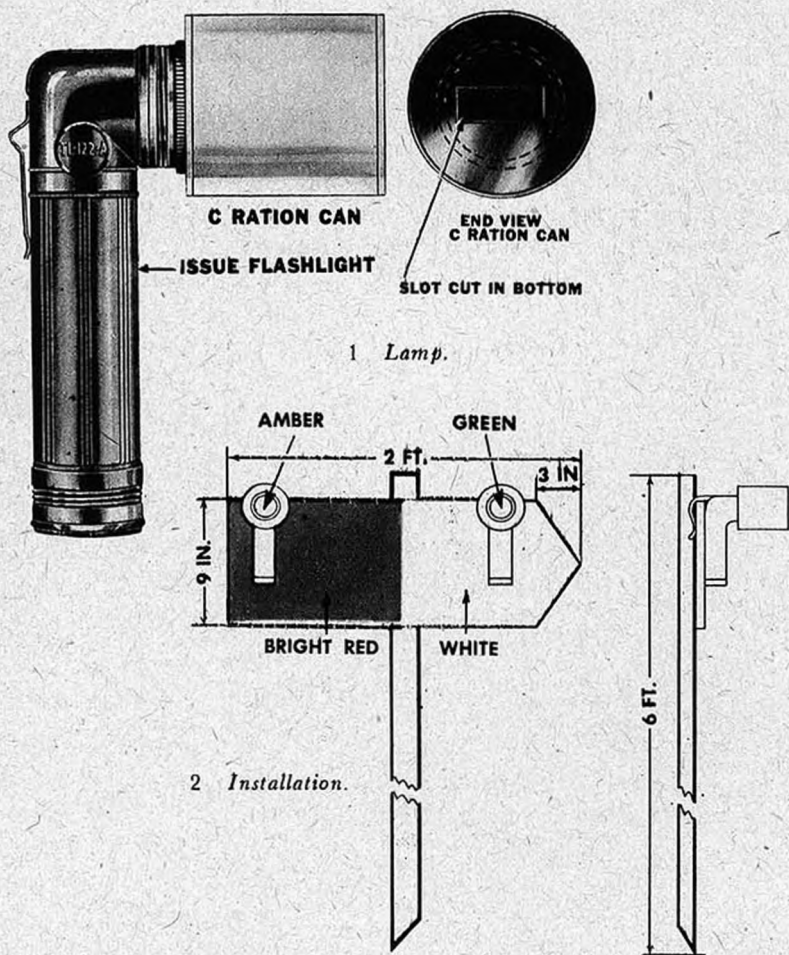 TL-122-A
C RATION CAN
END VIEW
C RATION CAN
ISSUE FLASHLIGHT
SLOT CUT IN BOTTOM
1 Lamp.
AMBER
GREEN
2 FT.
3 IN
9 IN.
BRIGHT RED
WHITE
6 FT.
2 Installation.